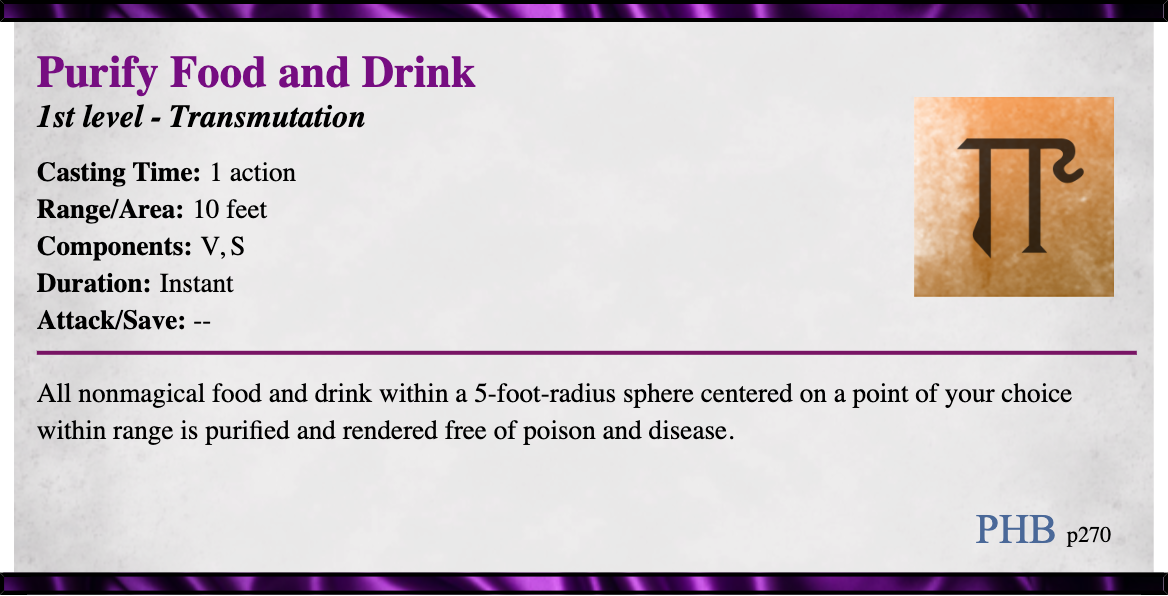 Purify Food and Drink
1st level - Transmutation
Casting Time: 1 action
Range/Area: 10 feet
Components: V, S
Duration: Instant
Attack/Save: --
All nonmagical food and drink within a 5-foot-radius sphere centered on a point of your choice
within range is purified and rendered free of poison and disease.
PHB p270